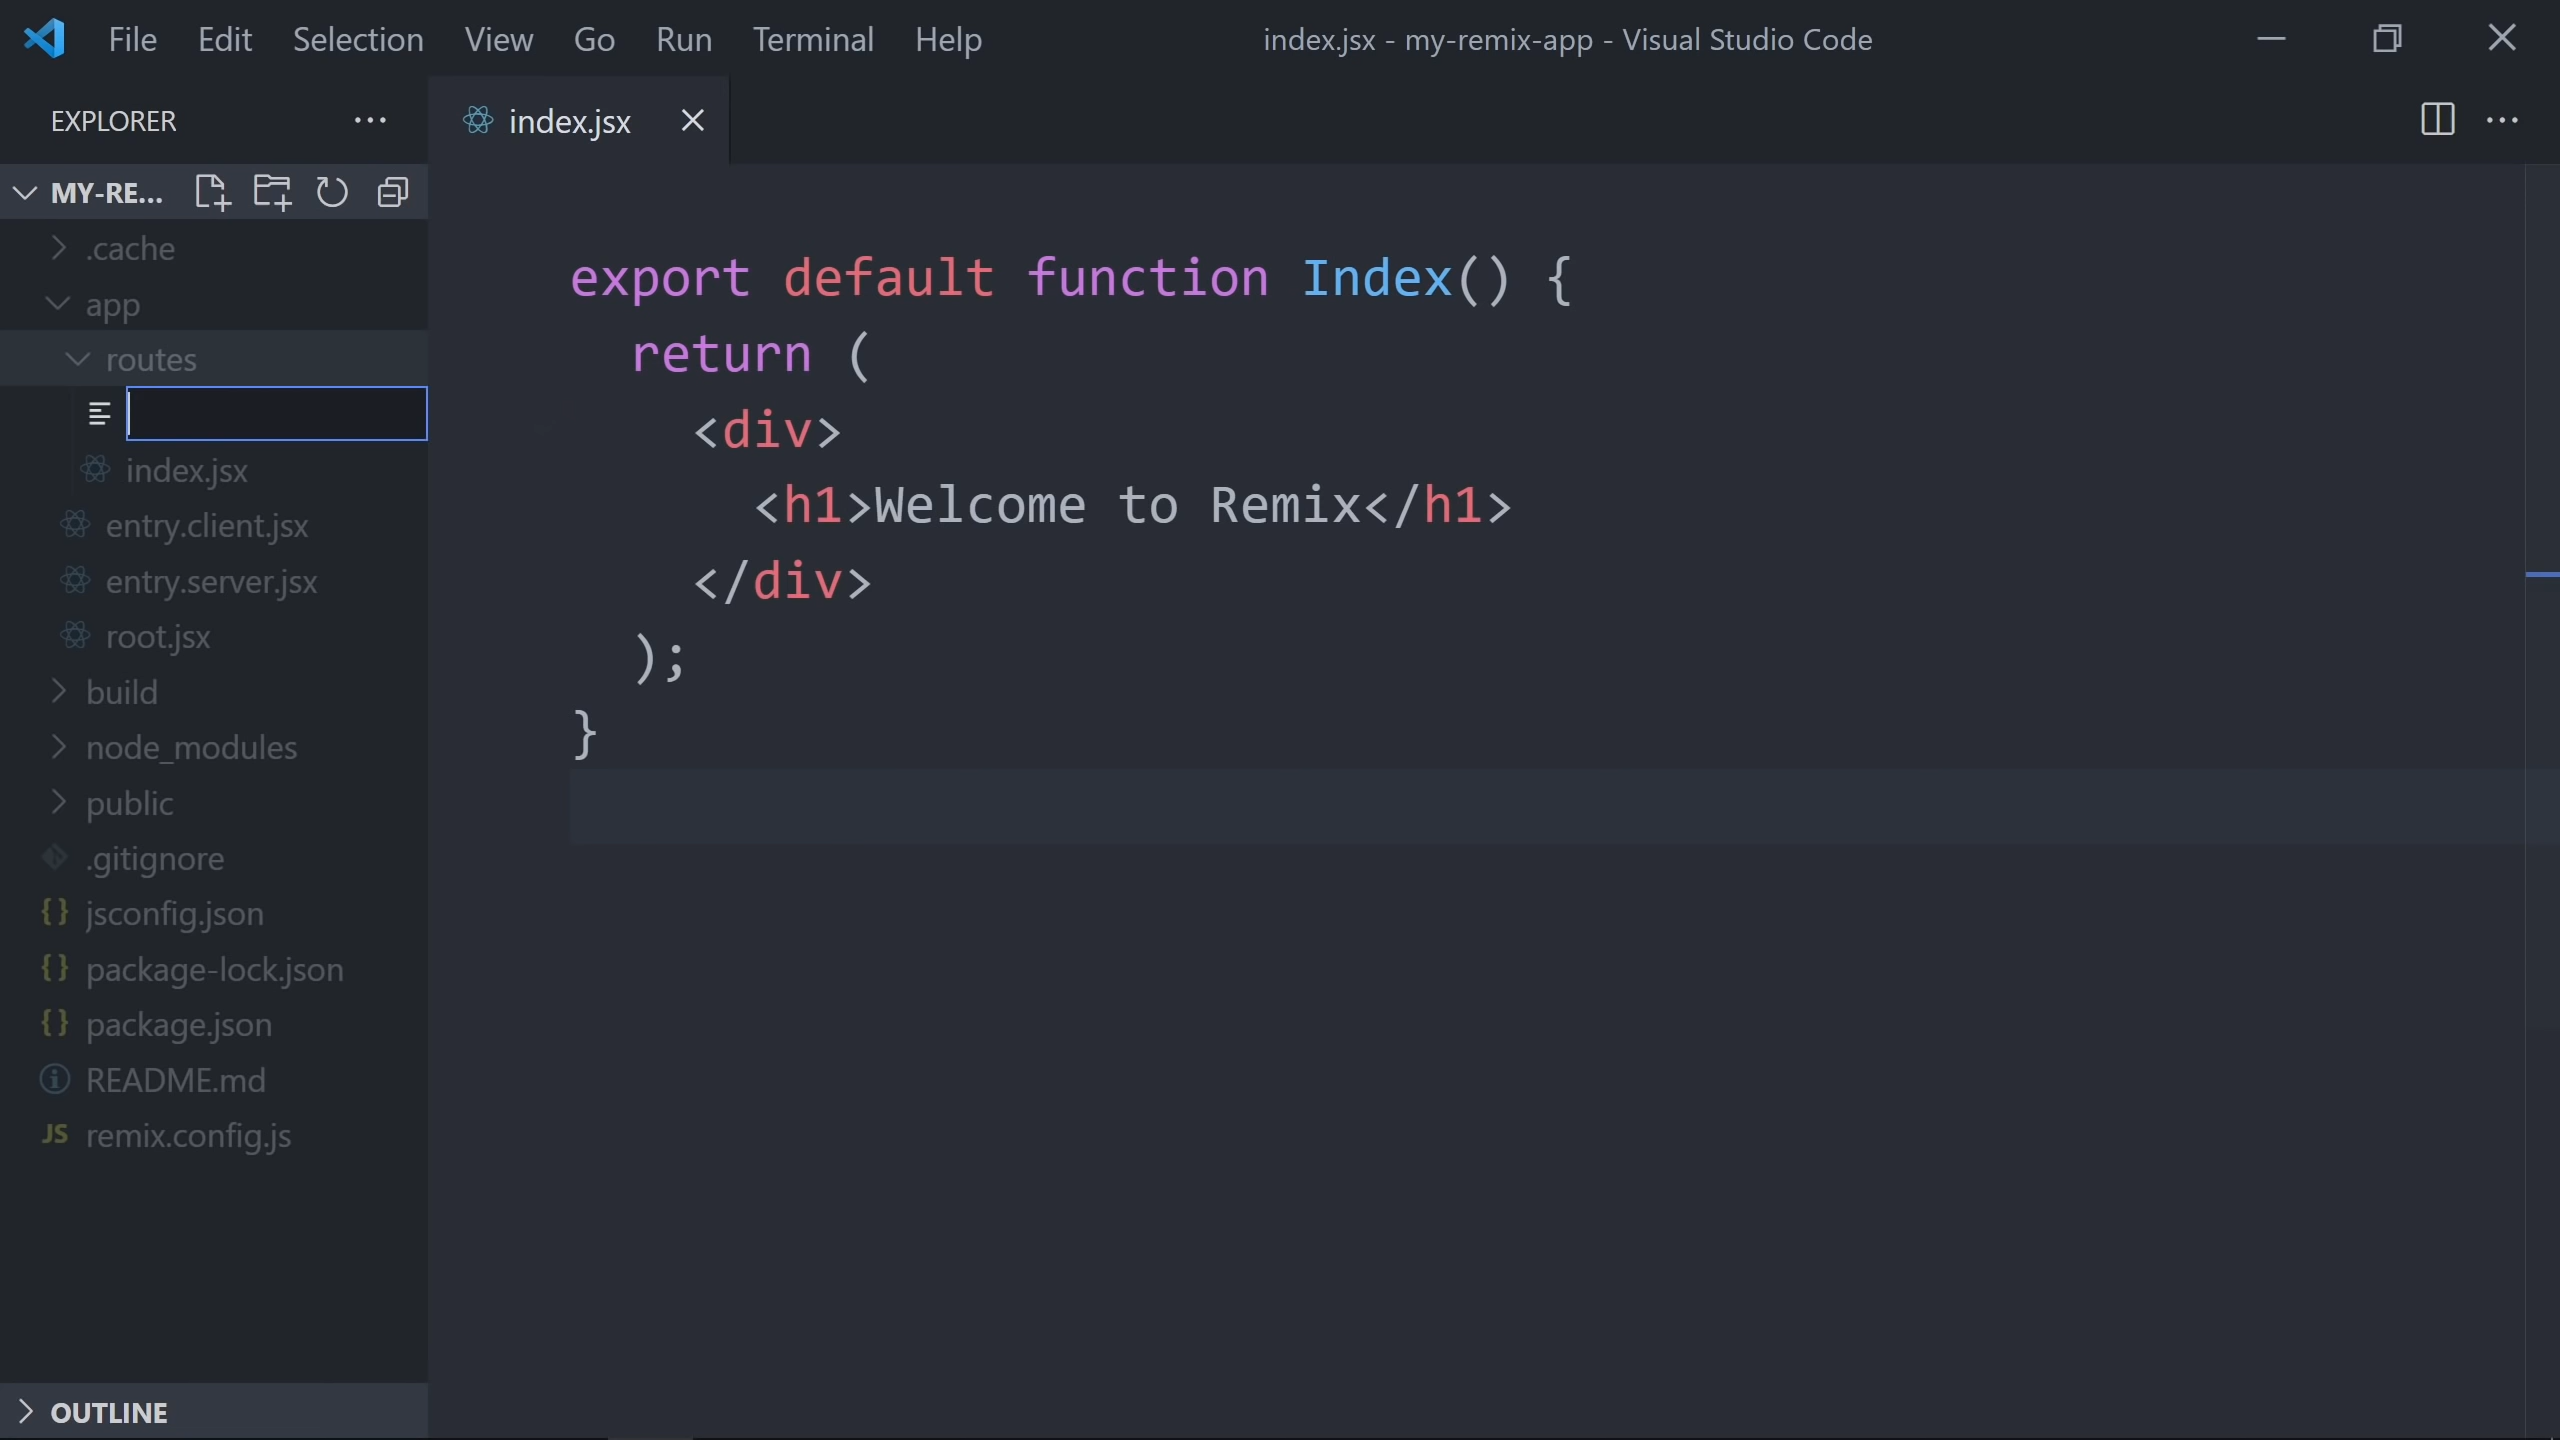 File Edit Selection View Go Run Terminal Help index.jsx - my-remix-app - Visual Studio Code
EXPLORER
index.jsx
MY-RE...
.cache
app
routes
index.jsx
entry.client.jsx
entry.server.jsx
root.jsx
build
node_modules
public
.gitignore
{} jsconfig.json
{} package-lock.json
{} package.json
README.md
JS remix.config.js
OUTLINE
export default function Index() {
  return (
    <div>
      <h1>Welcome to Remix</h1>
    </div>
  );
}